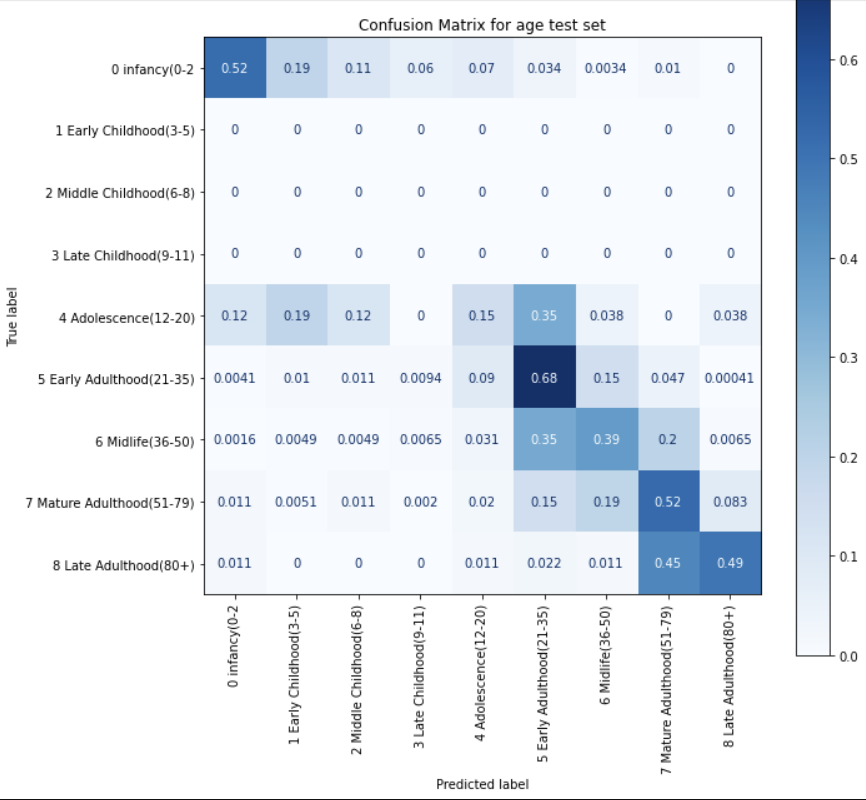 Confusion Matrix for age test set
0 infancy(0-2 0.52 0.19 0.11 0.06 0.07 0.034 0.0034 0.01 0
1 Early Childhood(3-5) 0 0 0 0 0 0 0 0 0
2 Middle Childhood(6-8) 0 0 0 0 0 0 0 0 0
3 Late Childhood(9-11) 0 0 0 0 0 0 0 0 0
4 Adolescence(12-20) 0.12 0.19 0.12 0 0.15 0.35 0.038 0 0.038
5 Early Adulthood(21-35) 0.0041 0.01 0.011 0.0094 0.09 0.68 0.15 0.047 0.00041
6 Midlife(36-50) 0.0016 0.0049 0.0049 0.0065 0.031 0.35 0.39 0.2 0.0065
7 Mature Adulthood(51-79) 0.011 0.0051 0.011 0.002 0.02 0.15 0.19 0.52 0.083
8 Late Adulthood(80+) 0.011 0 0 0 0.011 0.022 0.011 0.45 0.49
True label
0 infancy(0-2
1 Early Childhood(3-5)
2 Middle Childhood(6-8)
3 Late Childhood(9-11)
4 Adolescence(12-20)
5 Early Adulthood(21-35)
6 Midlife(36-50)
7 Mature Adulthood(51-79)
8 Late Adulthood(80+)
Predicted label
0.6
0.5
0.4
0.3
0.2
0.1
0.0